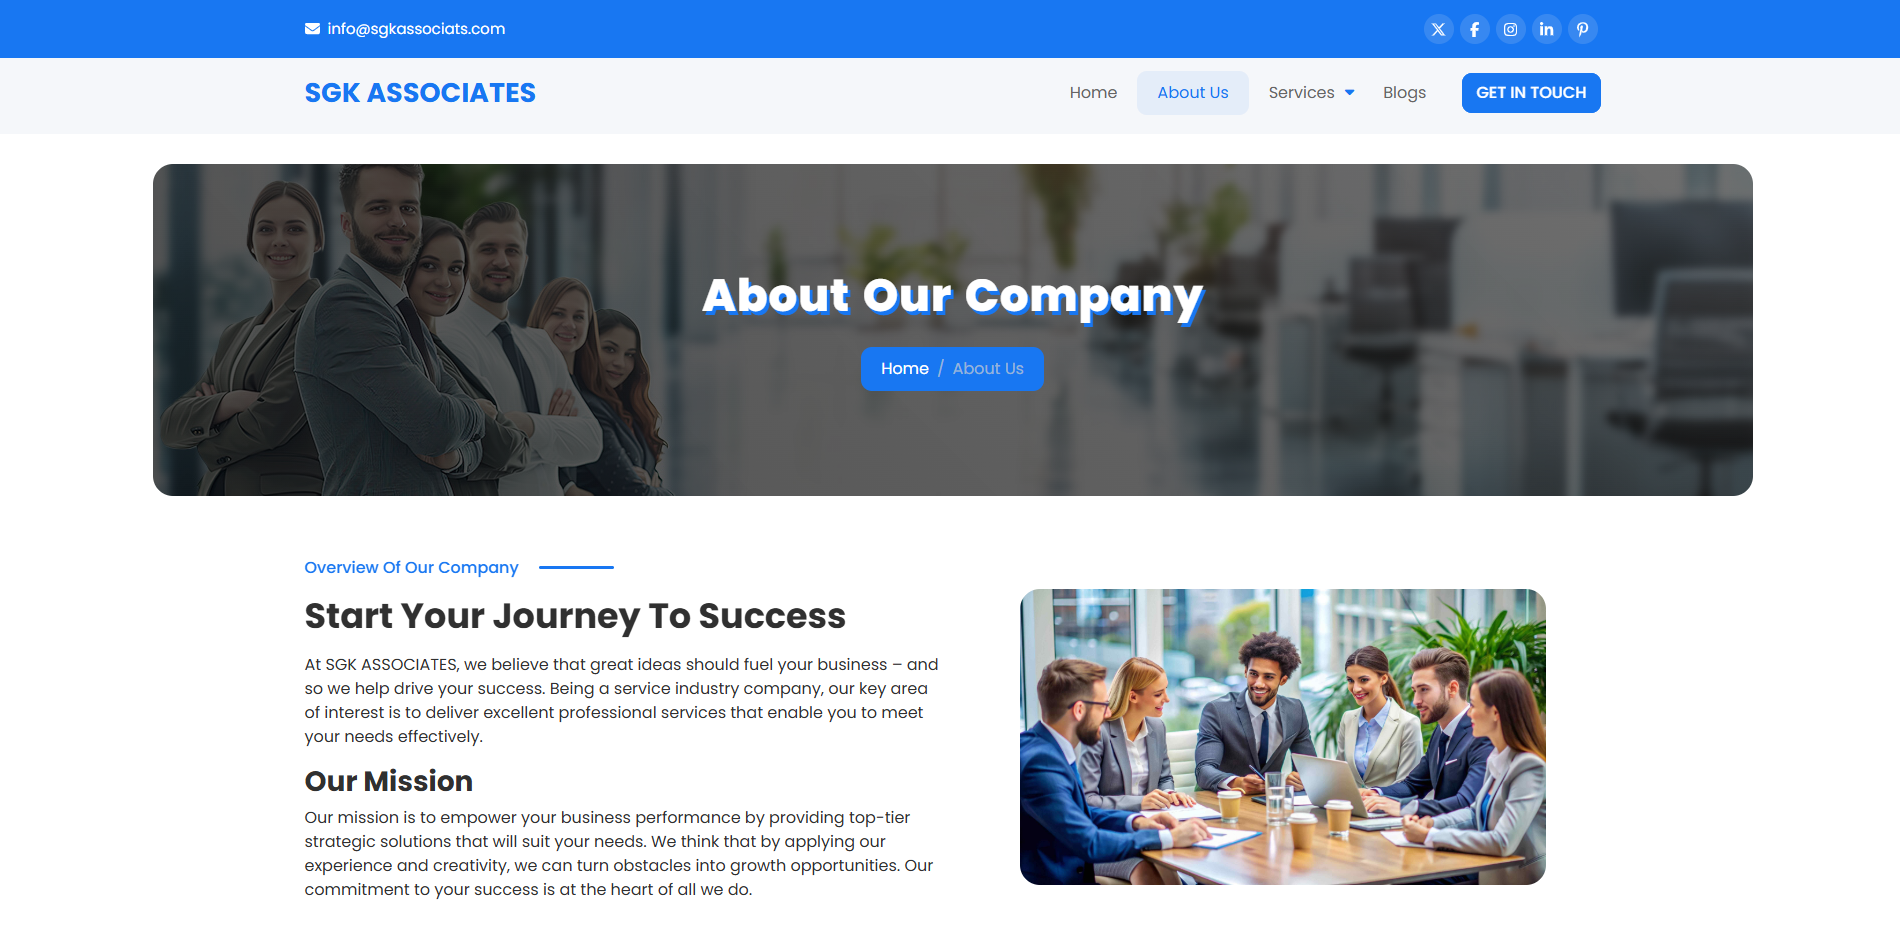 info@sgkassociats.com
SGK ASSOCIATES
Home
About Us
Services
Blogs
GET IN TOUCH
About Our Company
Home / About Us
Overview Of Our Company
Start Your Journey To Success
At SGK ASSOCIATES, we believe that great ideas should fuel your business – and
so we help drive your success. Being a service industry company, our key area
of interest is to deliver excellent professional services that enable you to meet
your needs effectively.
Our Mission
Our mission is to empower your business performance by providing top-tier
strategic solutions that will suit your needs. We think that by applying our
experience and creativity, we can turn obstacles into growth opportunities. Our
commitment to your success is at the heart of all we do.